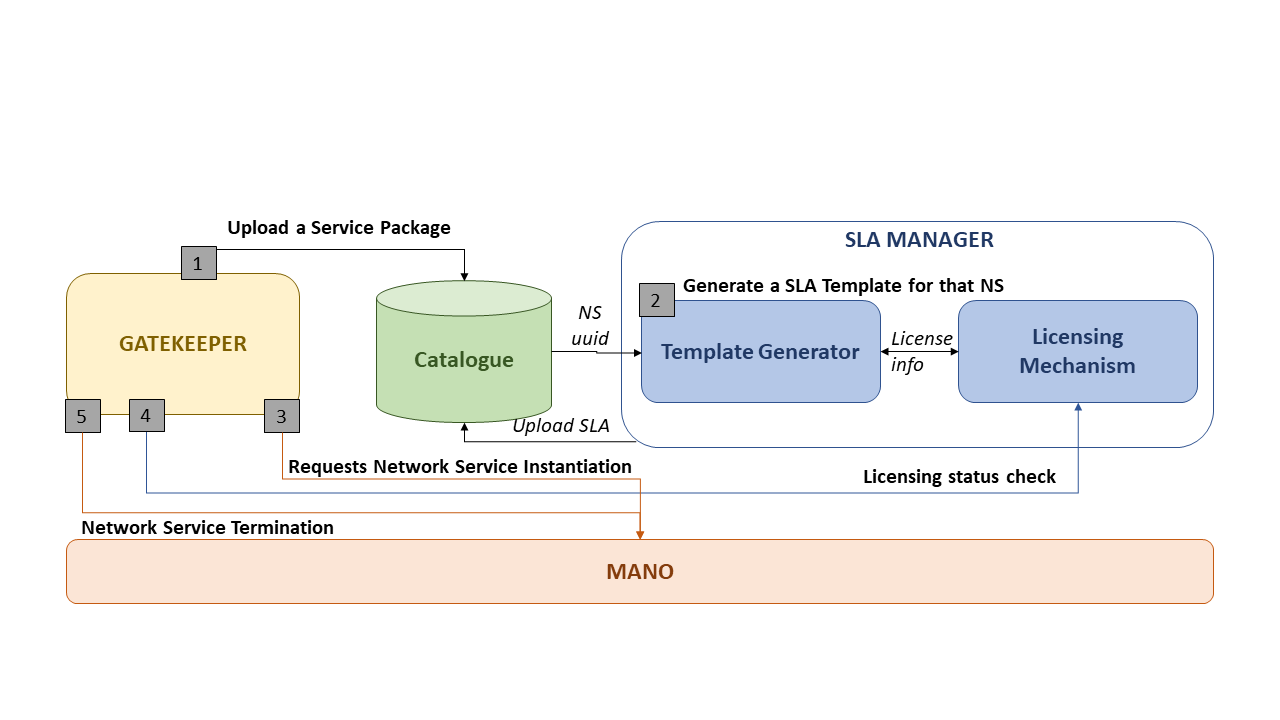 Upload a Service Package
1
GATEKEEPER
5
4
3
Catalogue
NS
uuid
Upload SLA
SLA MANAGER
2
Generate a SLA Template for that NS
Template Generator
License
info
Licensing
Mechanism
Requests Network Service Instantiation
Licensing status check
Network Service Termination
MANO